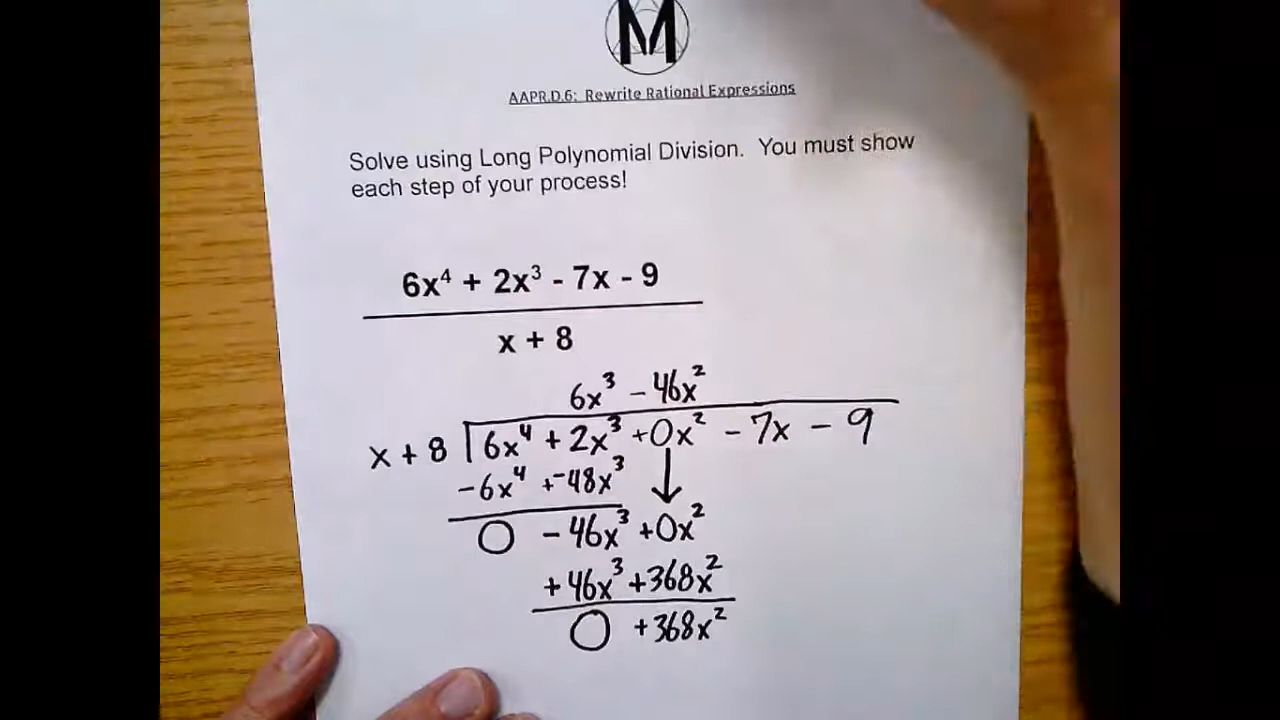 M
AAPR.D.6: Rewrite Rational Expressions
Solve using Long Polynomial Division. You must show
each step of your process!
6x⁴ + 2x³ - 7x - 9
x + 8
6x³ - 46x²
x + 8 6x⁴ + 2x³ + 0x² - 7x - 9
-6x⁴ + -48x³
0 - 46x³ + 0x²
+ 46x³ + 368x²
0 + 368x²